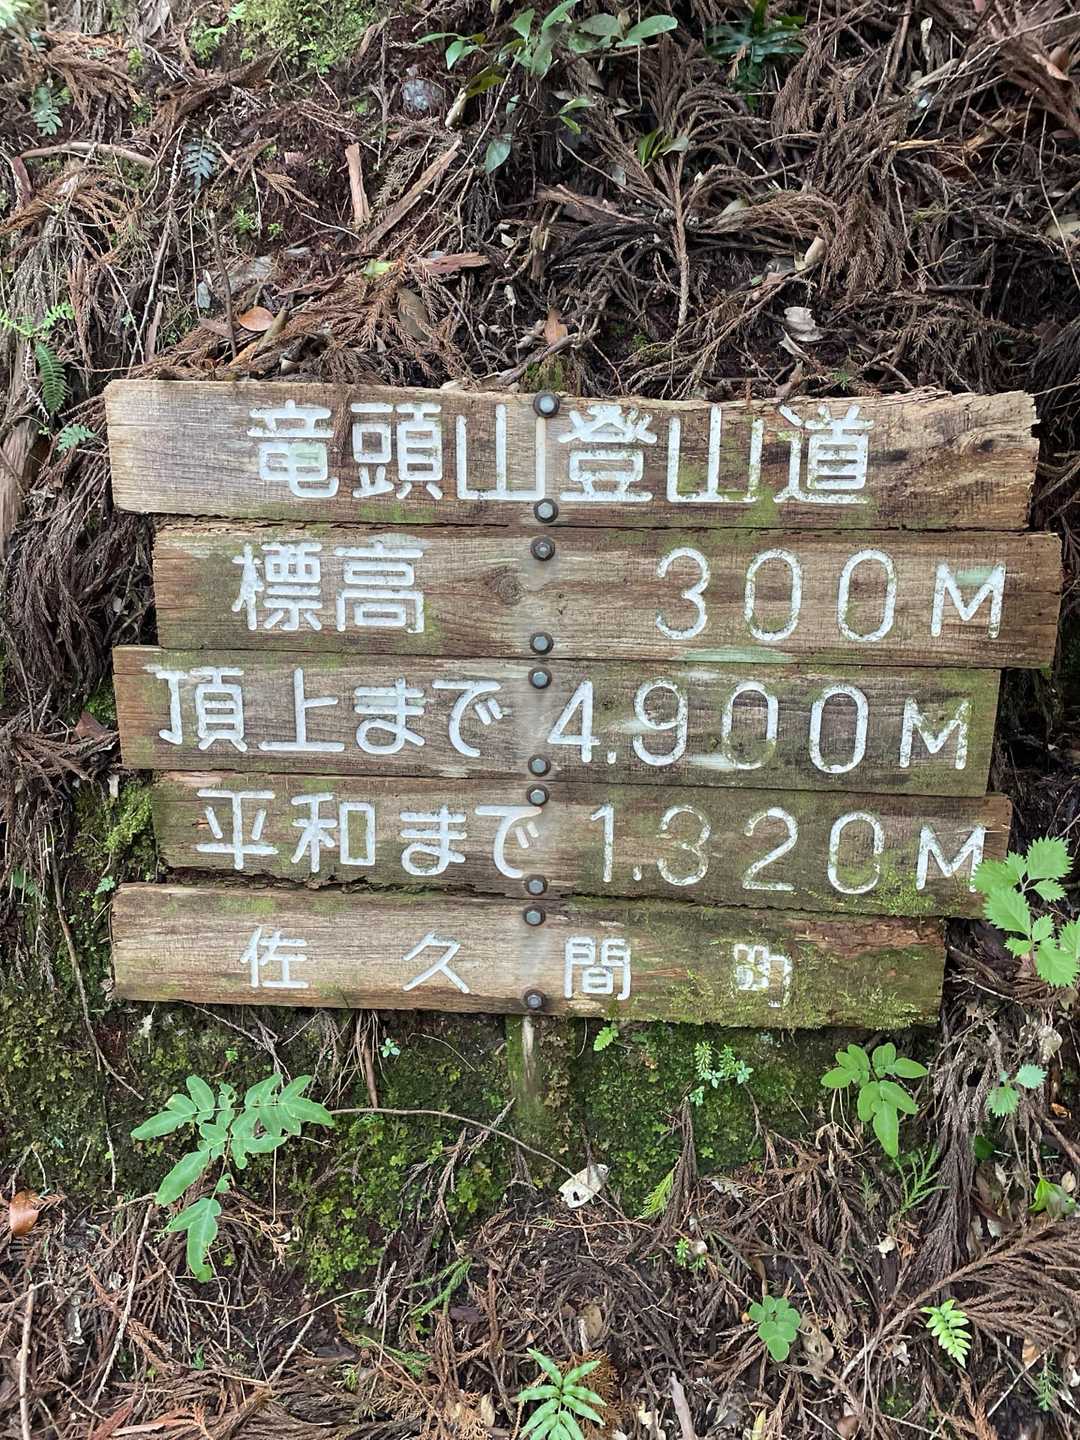 竜頭山登山道
標高 300M
頂上まで 4.900M
平和まで 1.320M
佐久間町